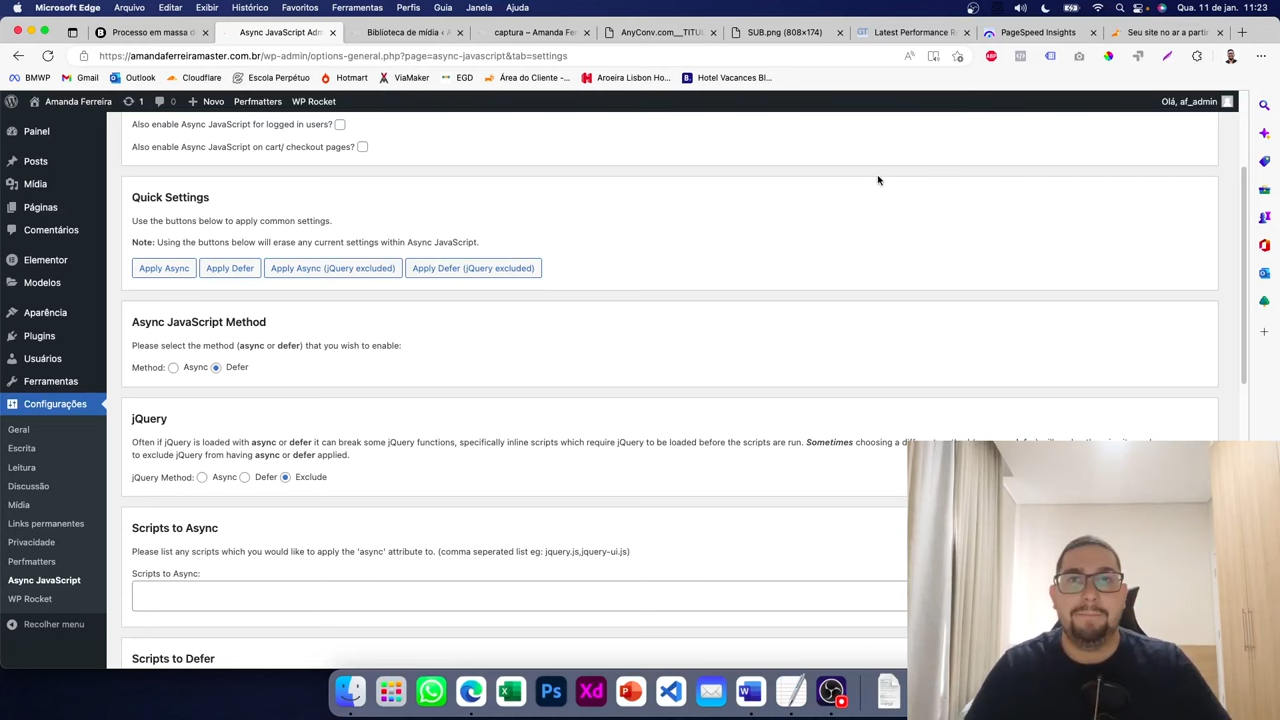 Microsoft Edge Arquivo Editar Exibir Histórico Favoritos Ferramentas Perfis Guia Janela Ajuda Qua. 11 de jan. 11:23
Processo em massa d Async JavaScript Adm Biblioteca de mídia ‹ A captura – Amanda Fer AnyConv.com__TITUL SUB.png (808×174) Latest Performance R PageSpeed Insights Seu site no ar a partir
https://amandaferreiramaster.com.br/wp-admin/options-general.php?page=async-javascript&tab=settings
BMWP Gmail Outlook Cloudflare Escola Perpétuo Hotmart ViaMaker EGD Área do Cliente -... Aroeira Lisbon Ho... Hotel Vacances Bl...
Amanda Ferreira 1 0 Novo Perfmatters WP Rocket Olá, af_admin
Painel
Posts
Mídia
Páginas
Comentários
Elementor
Modelos
Aparência
Plugins
Usuários
Ferramentas
Configurações
Geral
Escrita
Leitura
Discussão
Mídia
Links permanentes
Privacidade
Perfmatters
Async JavaScript
WP Rocket
Recolher menu
Also enable Async JavaScript for logged in users?
Also enable Async JavaScript on cart/ checkout pages?
Quick Settings
Use the buttons below to apply common settings.
Note: Using the buttons below will erase any current settings within Async JavaScript.
Apply Async Apply Defer Apply Async (jQuery excluded) Apply Defer (jQuery excluded)
Async JavaScript Method
Please select the method (async or defer) that you wish to enable:
Method: Async Defer
jQuery
Often if jQuery is loaded with async or defer it can break some jQuery functions, specifically inline scripts which require jQuery to be loaded before the scripts are run. Sometimes choosing a
to exclude jQuery from having async or defer applied.
jQuery Method: Async Defer Exclude
Scripts to Async
Please list any scripts which you would like to apply the 'async' attribute to. (comma seperated list eg: jquery.js,jquery-ui.js)
Scripts to Async:
Scripts to Defer